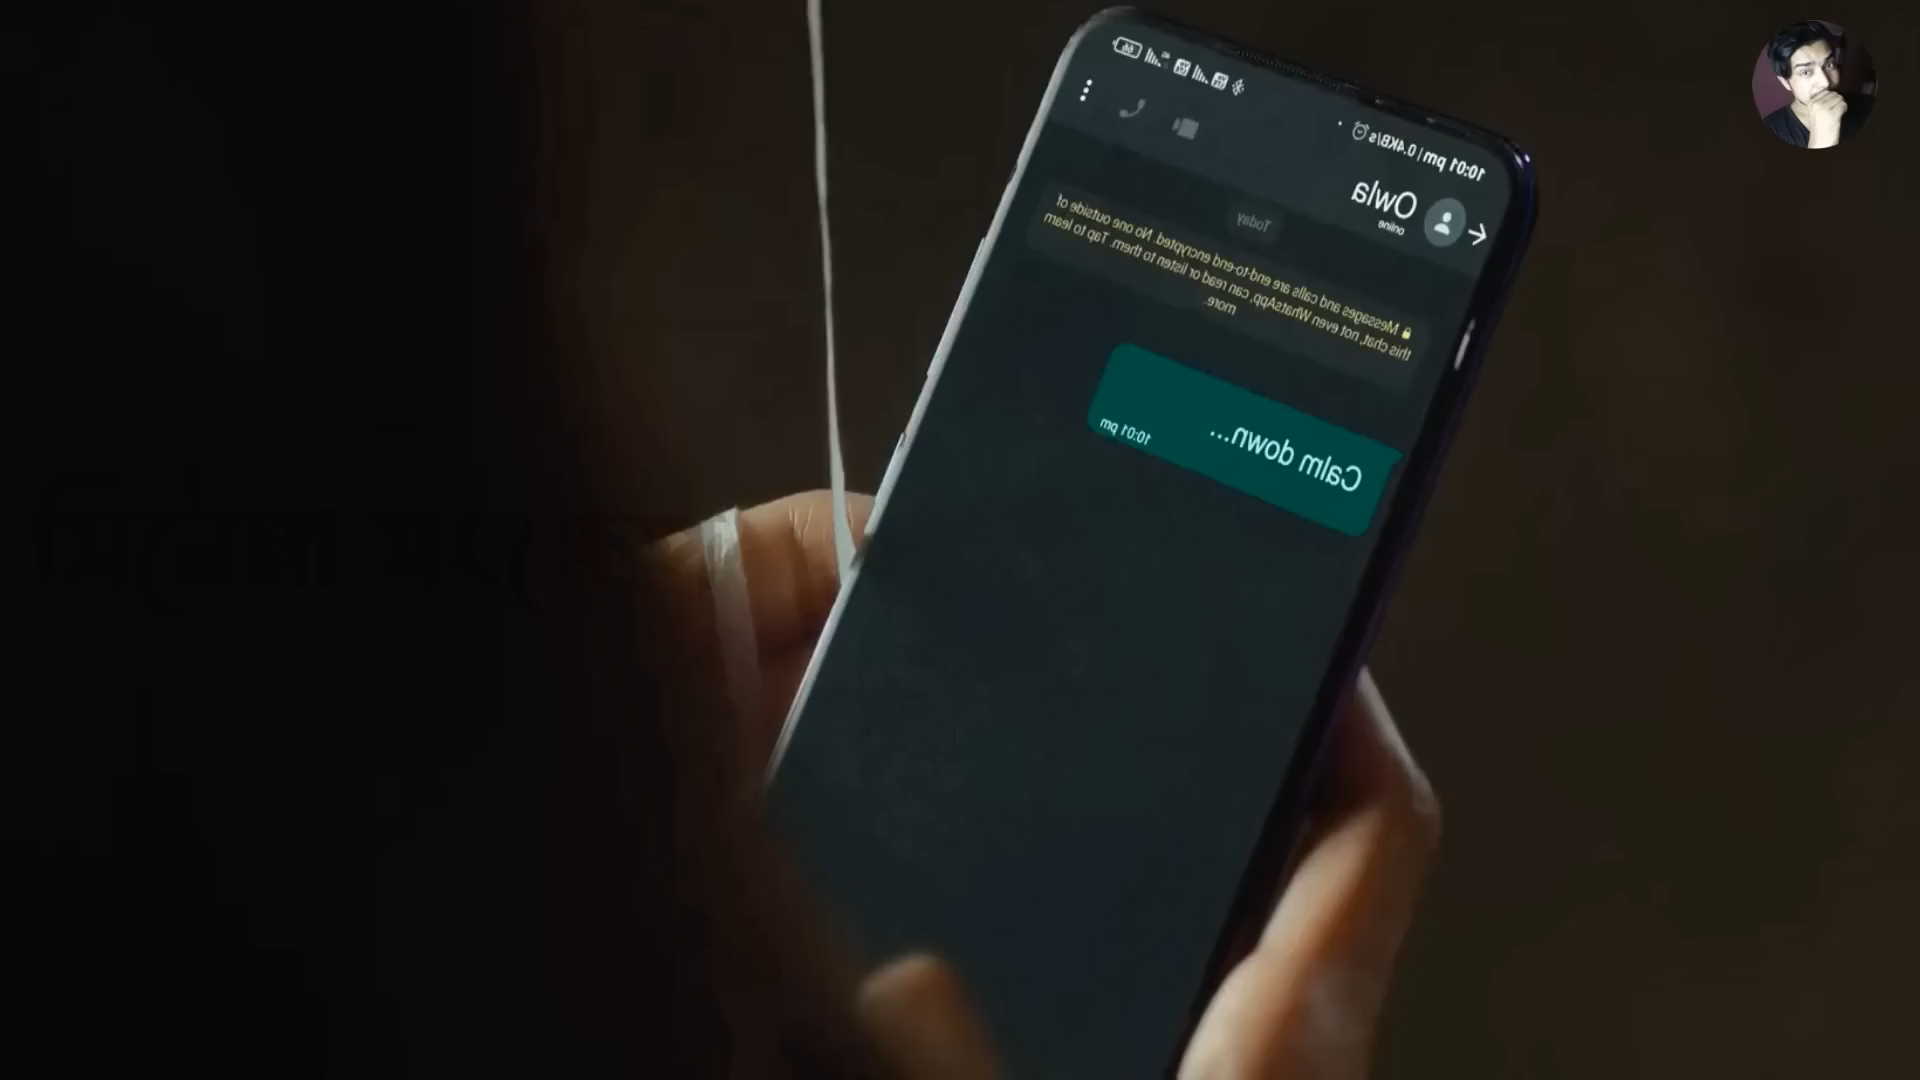 10:01 pm | 0.4KB/s
66
Owla
online
Today
Messages and calls are end-to-end encrypted. No one outside of
this chat, not even WhatsApp, can read or listen to them. Tap to learn
more.
Calm down...
10:01 pm